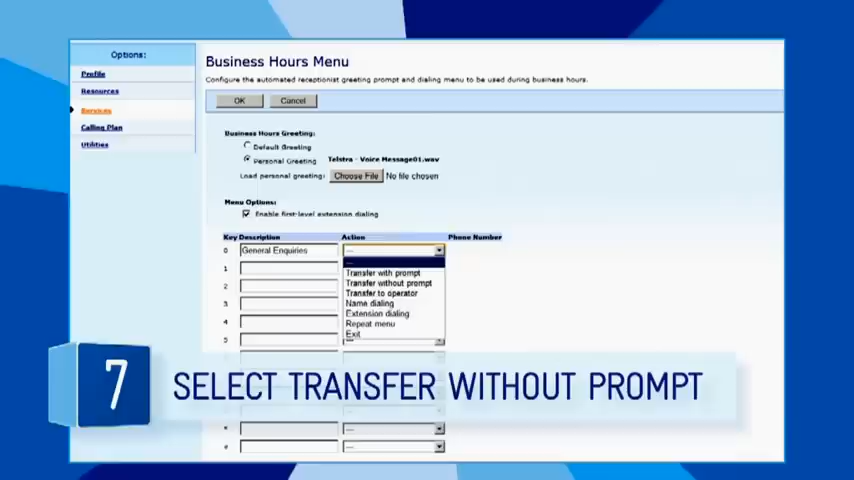 Options:
Profile
Resources
Services
Calling Plan
Utilities
Business Hours Menu
Configure the automated receptionist greeting prompt and dialing menu to be used during business hours.
OK Cancel
Business Hours Greeting:
Default Greeting
Personal Greeting Telstra - Voice Message01.wav
Load personal greeting: Choose File No file chosen
Menu Options:
Enable first-level extension dialing
Key Description Action Phone Number
0 General Enquiries ---
---
1
Transfer with prompt
Transfer without prompt
2
Transfer to operator
Name dialing
3
Extension dialing
4
Repeat menu
Exit
5 ---
7 SELECT TRANSFER WITHOUT PROMPT
* ---
# ---